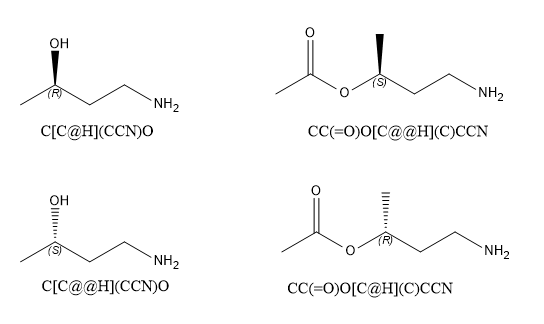 OH
(R)
NH2
C[C@H](CCN)O
O
O
(S)
NH2
CC(=O)O[C@@H](C)CCN
OH
(S)
NH2
C[C@@H](CCN)O
O
O
(R)
NH2
CC(=O)O[C@H](C)CCN